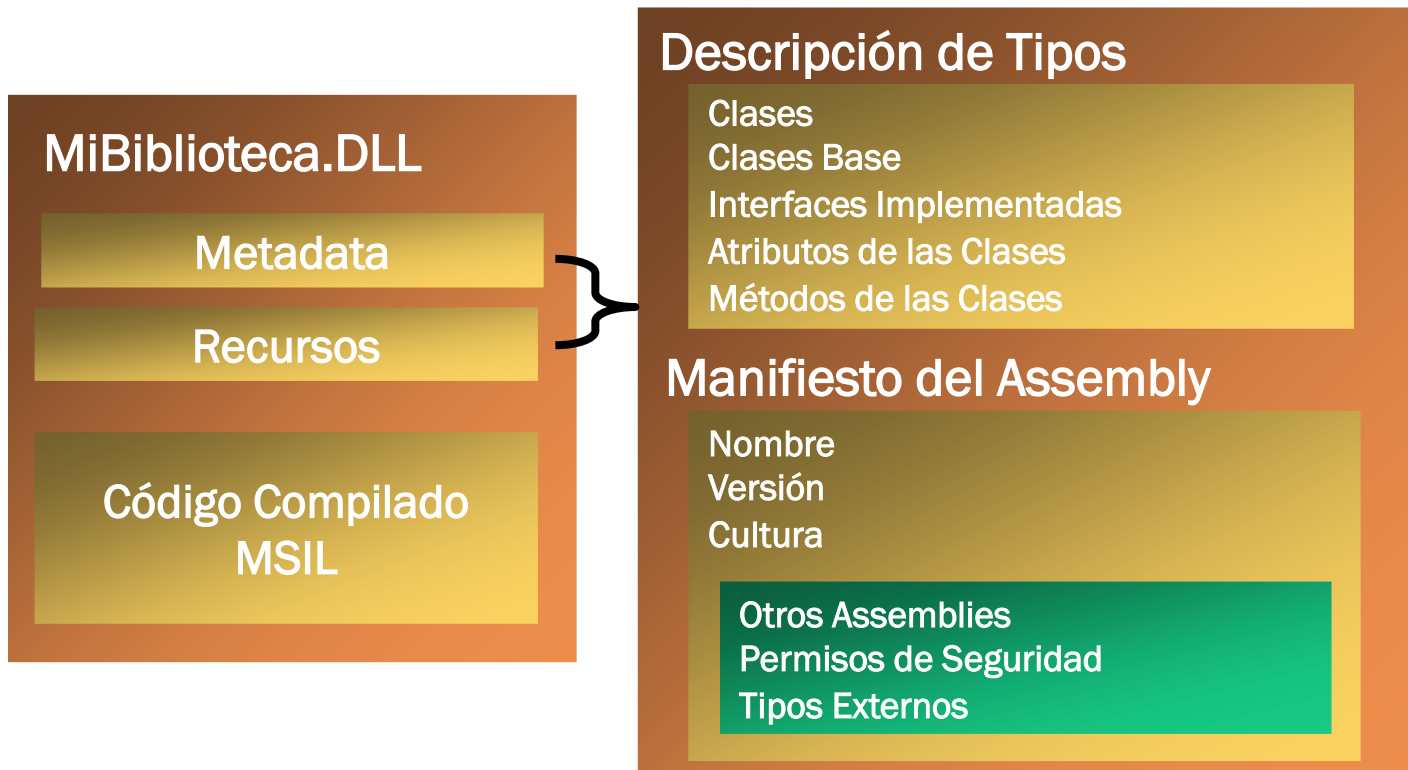 MiBiblioteca.DLL
Metadata
Recursos
Código Compilado
MSIL
Descripción de Tipos
Clases
Clases Base
Interfaces Implementadas
Atributos de las Clases
Métodos de las Clases
Manifiesto del Assembly
Nombre
Versión
Cultura
Otros Assemblies
Permisos de Seguridad
Tipos Externos